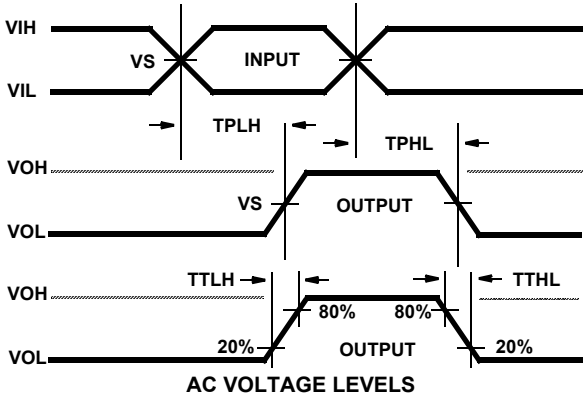 VIH
VS INPUT
VIL
TPLH TPHL
VOH
VS OUTPUT
VOL
TTLH TTHL
VOH
80% 80%
20% OUTPUT 20%
VOL
AC VOLTAGE LEVELS